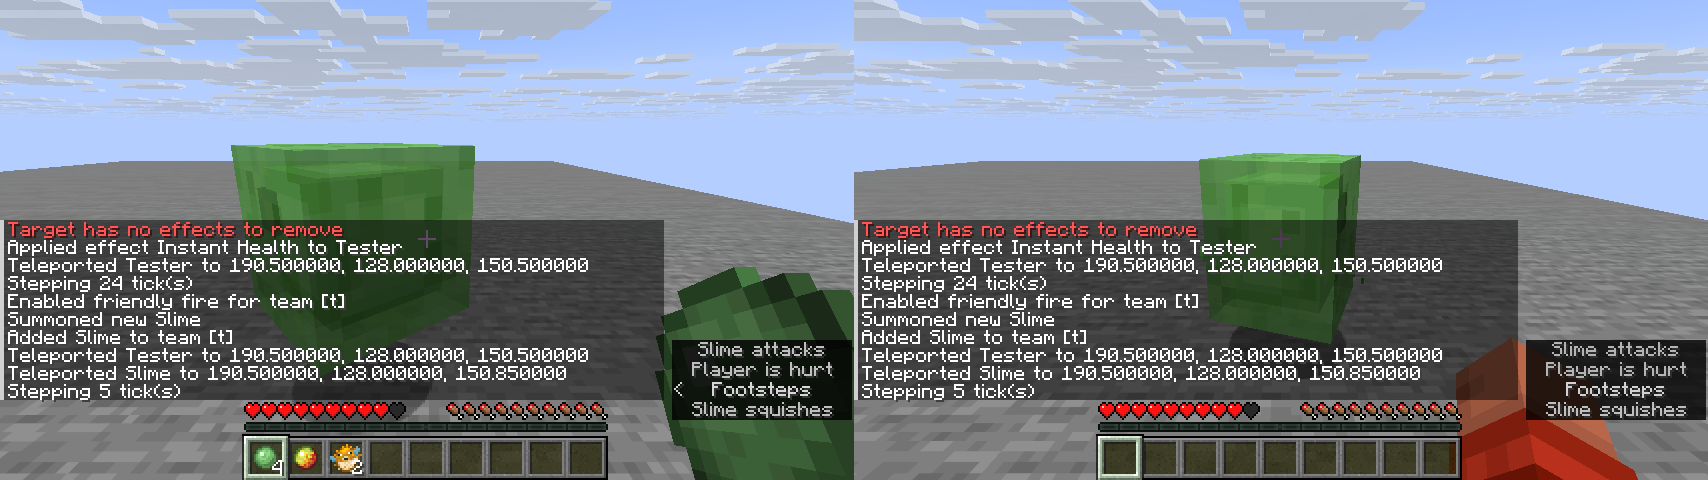 Target has no effects to remove
Applied effect Instant Health to Tester
Teleported Tester to 190.500000, 128.000000, 150.500000
Stepping 24 tick(s)
Enabled friendly fire for team [t]
Summoned new Slime
Added Slime to team [t]
Teleported Tester to 190.500000, 128.000000, 150.500000
Teleported Slime to 190.500000, 128.000000, 150.850000
Stepping 5 tick(s)
Slime attacks
Player is hurt
< Footsteps
Slime squishes
4
2
Target has no effects to remove
Applied effect Instant Health to Tester
Teleported Tester to 190.500000, 128.000000, 150.500000
Stepping 24 tick(s)
Enabled friendly fire for team [t]
Summoned new Slime
Added Slime to team [t]
Teleported Tester to 190.500000, 128.000000, 150.500000
Teleported Slime to 190.500000, 128.000000, 150.850000
Stepping 5 tick(s)
Slime attacks
Player is hurt
Footsteps
Slime squishes